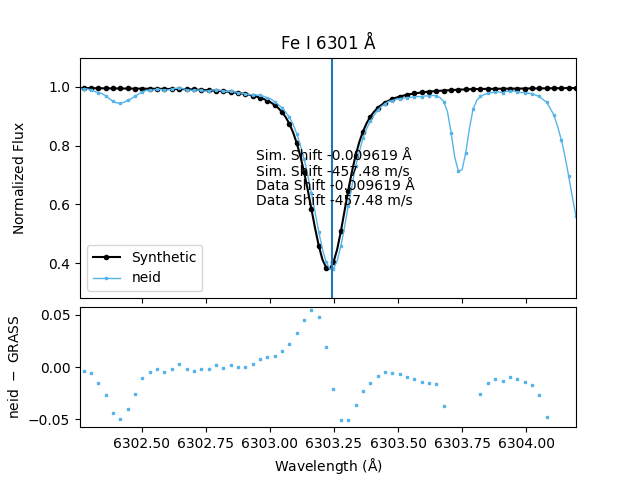 Fe I 6301 Å
1.0
0.8
0.6
0.4
Normalized Flux
Sim. Shift -0.009619 Å
Sim. Shift -457.48 m/s
Data Shift -0.009619 Å
Data Shift -457.48 m/s
Synthetic
neid
0.05
0.00
−0.05
neid − GRASS
6302.50 6302.75 6303.00 6303.25 6303.50 6303.75 6304.00
Wavelength (Å)